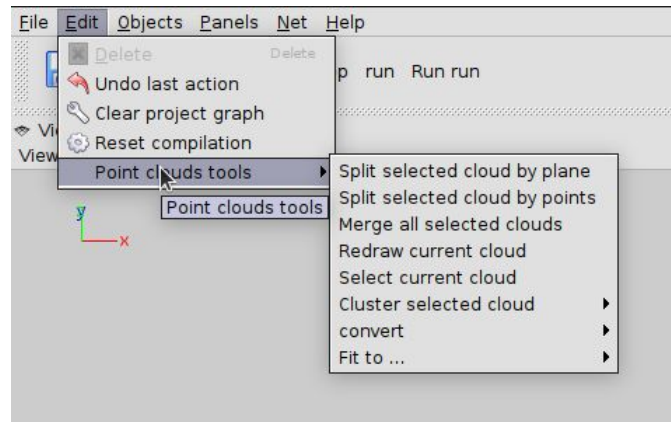 File Edit Objects Panels Net Help
Delete Delete
Undo last action
p run Run run
Clear project graph
Reset compilation
View
Point clouds tools
Point clouds tools
Split selected cloud by plane
Split selected cloud by points
Merge all selected clouds
Redraw current cloud
Select current cloud
Cluster selected cloud
convert
Fit to ...
y
x